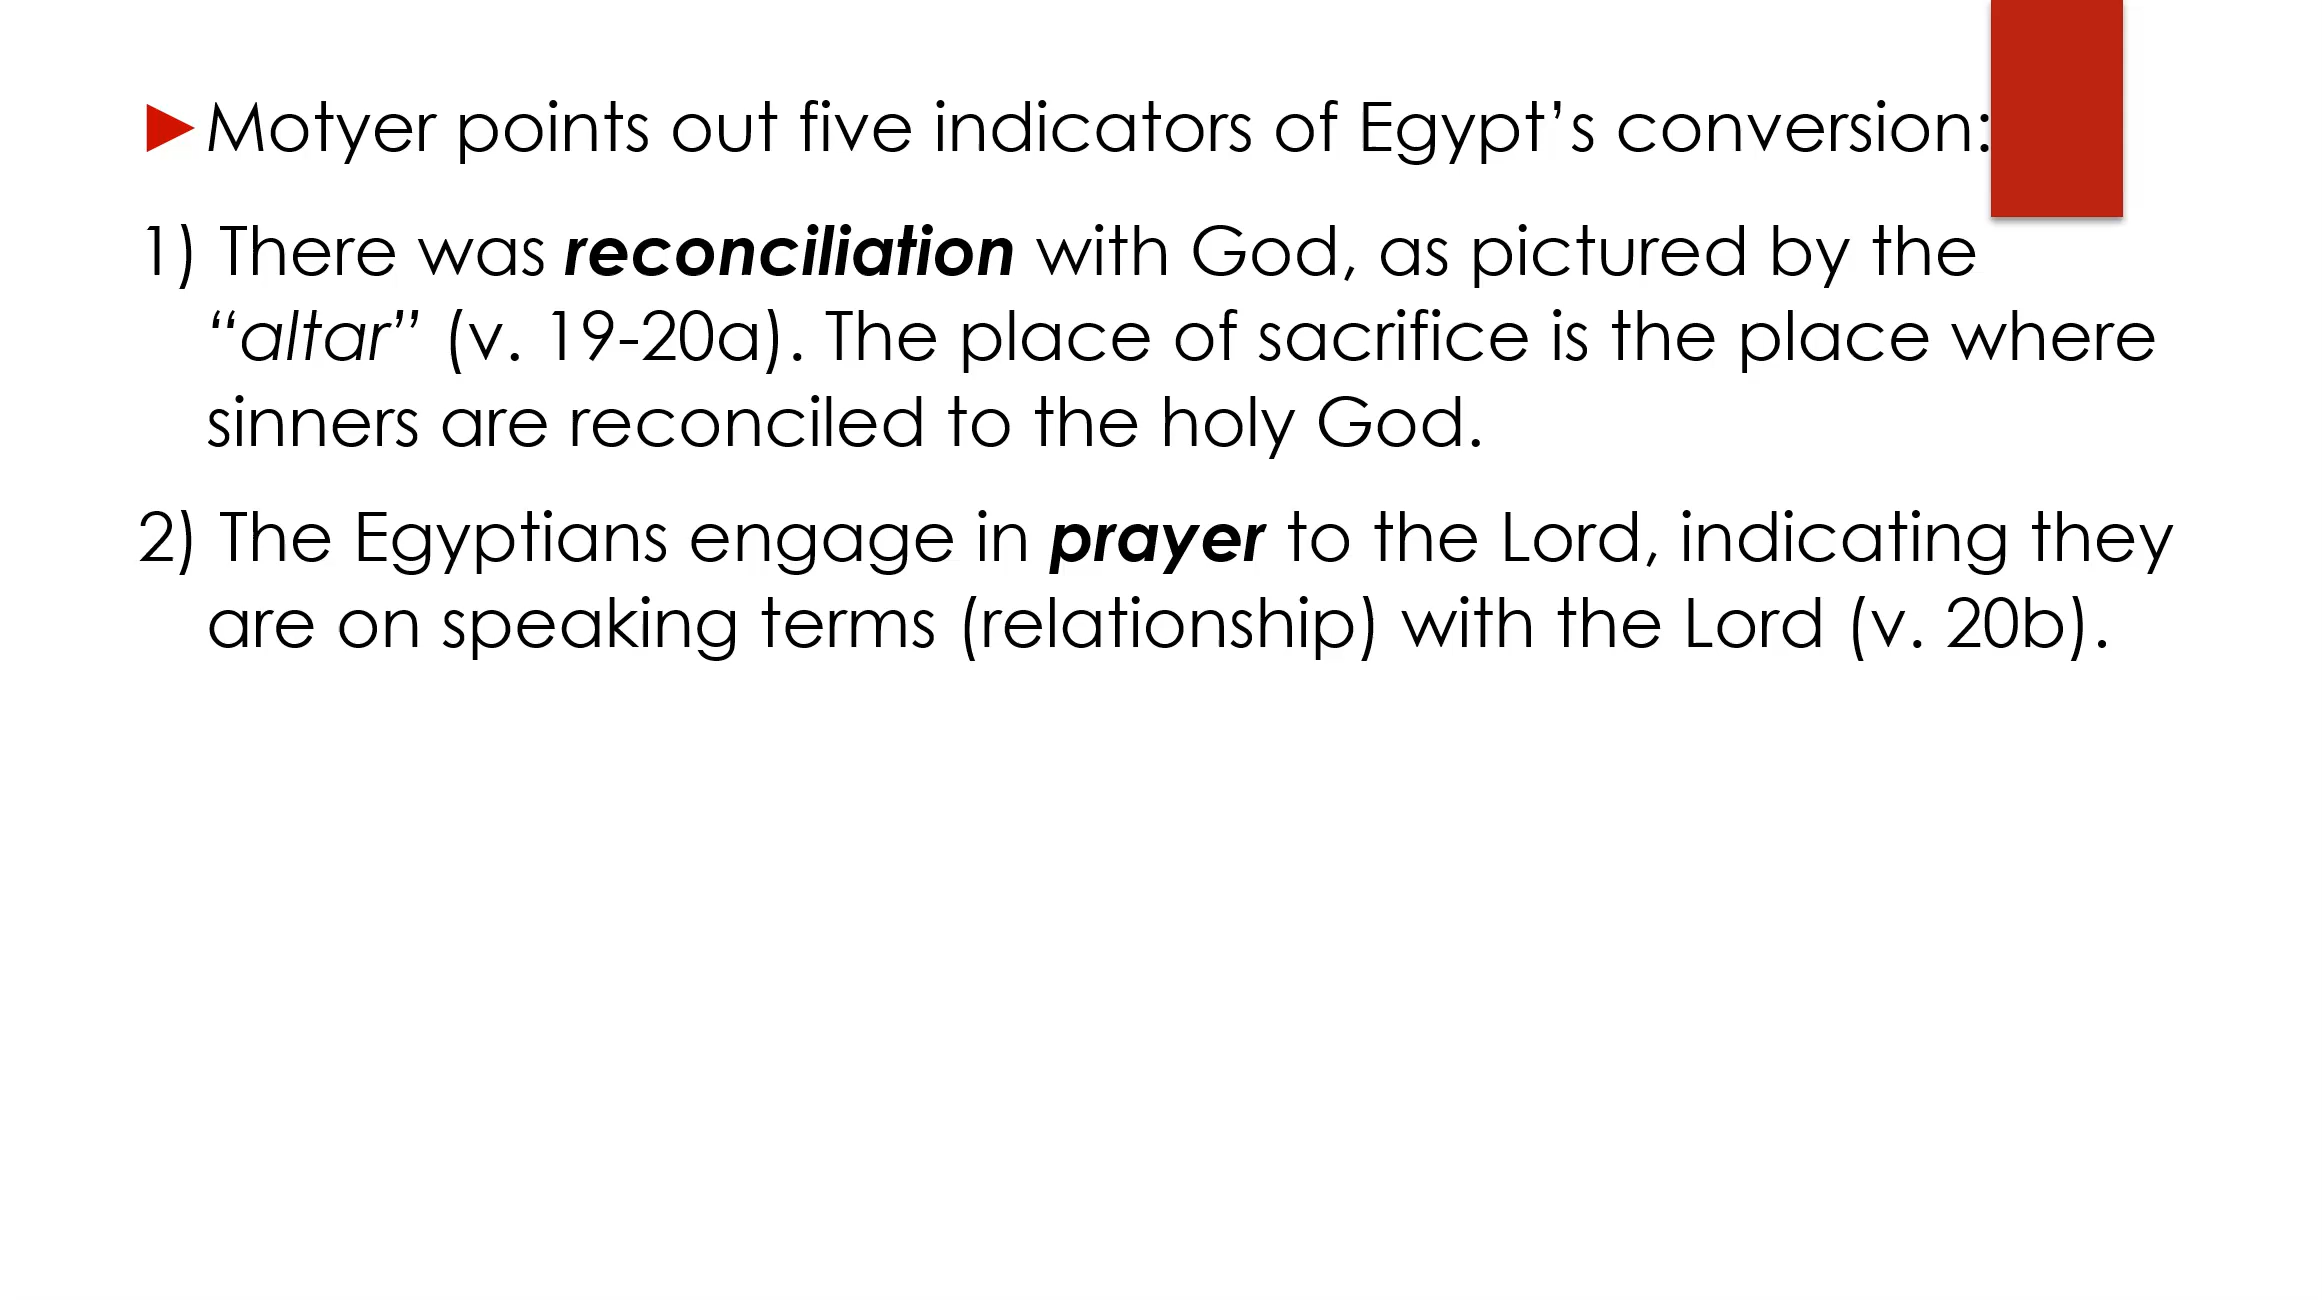 ►Motyer points out five indicators of Egypt’s conversion:
1) There was reconciliation with God, as pictured by the
“altar” (v. 19-20a). The place of sacrifice is the place where
sinners are reconciled to the holy God.
2) The Egyptians engage in prayer to the Lord, indicating they
are on speaking terms (relationship) with the Lord (v. 20b).